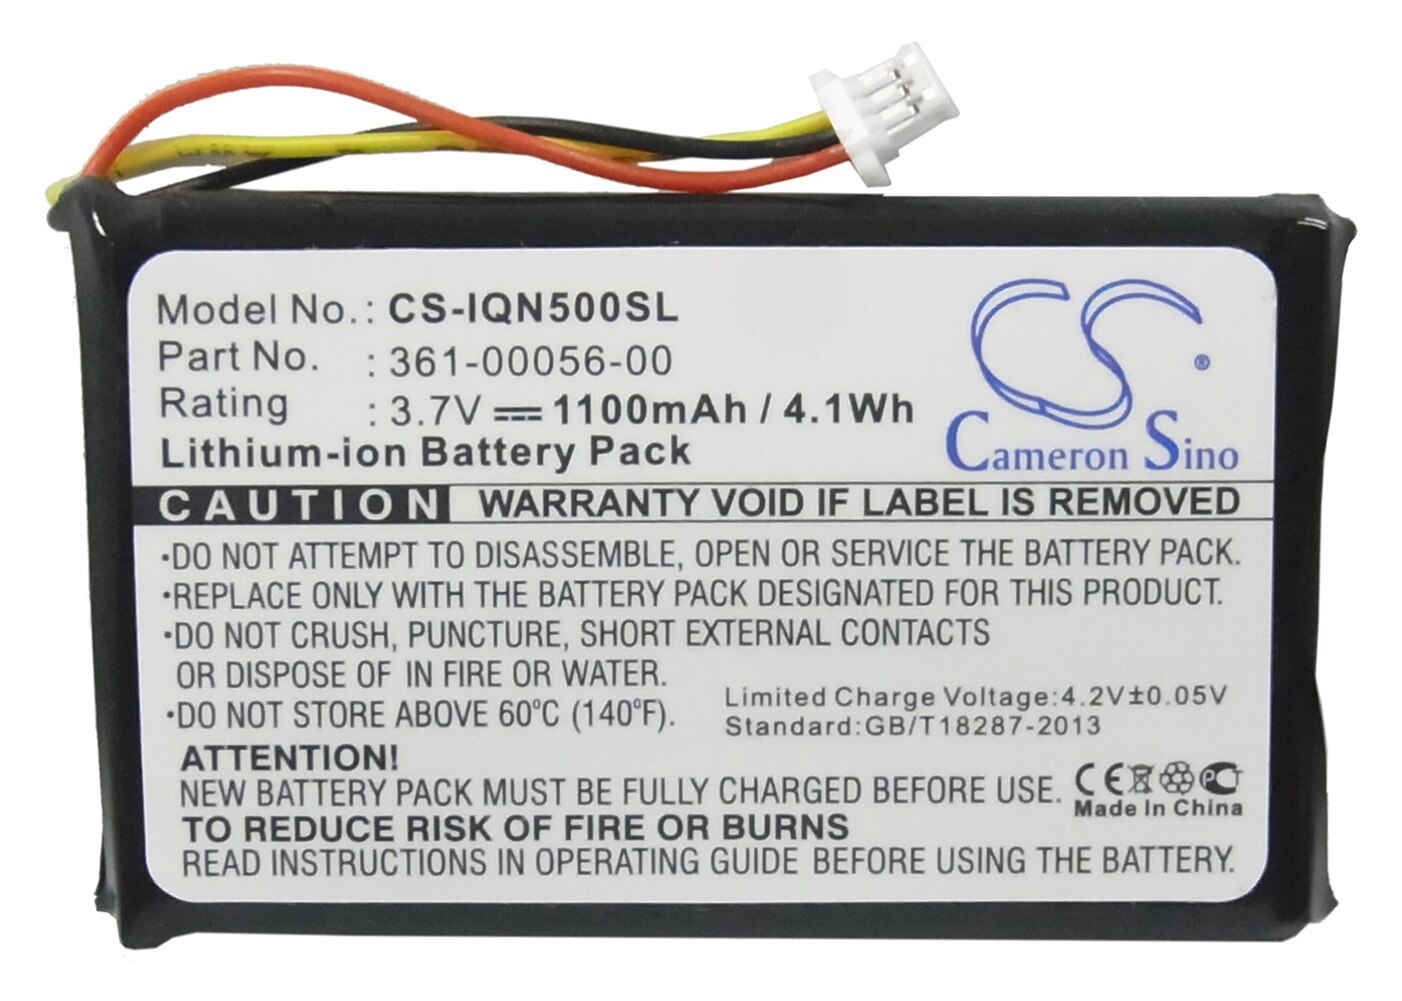 Model No. : CS-IQN500SL
Part No. : 361-00056-00
Rating : 3.7V ⎓ 1100mAh / 4.1Wh
Lithium-ion Battery Pack
CS ®
Cameron Sino
CAUTION WARRANTY VOID IF LABEL IS REMOVED
·DO NOT ATTEMPT TO DISASSEMBLE, OPEN OR SERVICE THE BATTERY PACK.
·REPLACE ONLY WITH THE BATTERY PACK DESIGNATED FOR THIS PRODUCT.
·DO NOT CRUSH, PUNCTURE, SHORT EXTERNAL CONTACTS
OR DISPOSE OF IN FIRE OR WATER.
·DO NOT STORE ABOVE 60°C (140°F).
Limited Charge Voltage:4.2V±0.05V
Standard:GB/T18287-2013
ATTENTION!
NEW BATTERY PACK MUST BE FULLY CHARGED BEFORE USE.
CE PCT
Made In China
TO REDUCE RISK OF FIRE OR BURNS
READ INSTRUCTIONS IN OPERATING GUIDE BEFORE USING THE BATTERY.